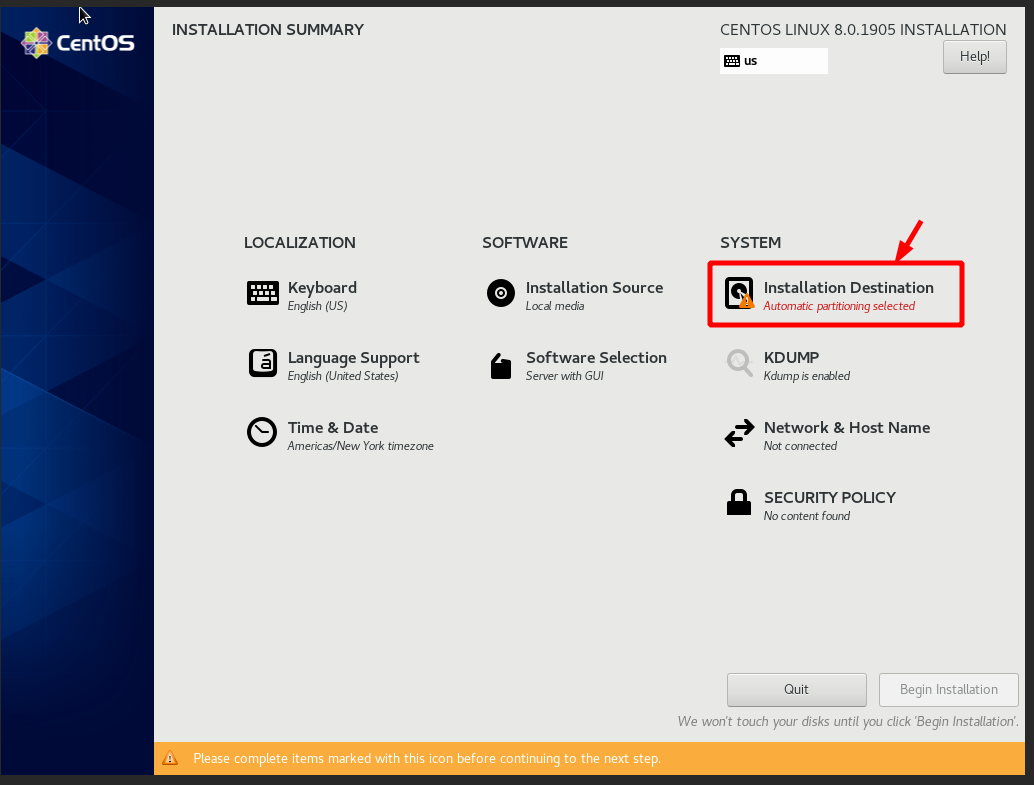 CentOS
INSTALLATION SUMMARY
CENTOS LINUX 8.0.1905 INSTALLATION
us
Help!
LOCALIZATION
Keyboard
English (US)
Language Support
English (United States)
Time & Date
Americas/New York timezone
SOFTWARE
Installation Source
Local media
Software Selection
Server with GUI
SYSTEM
Installation Destination
Automatic partitioning selected
KDUMP
Kdump is enabled
Network & Host Name
Not connected
SECURITY POLICY
No content found
Quit
Begin Installation
We won't touch your disks until you click 'Begin Installation'.
Please complete items marked with this icon before continuing to the next step.